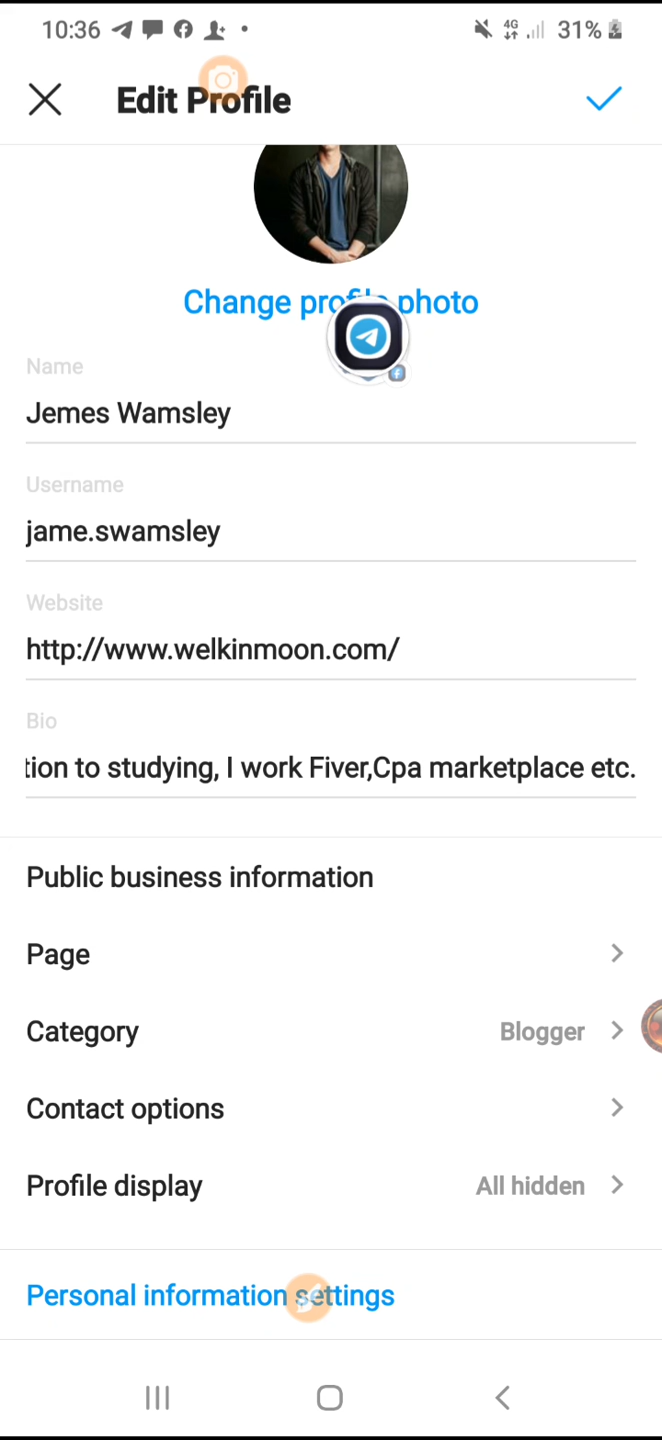 10:36
4G
31%
Edit Profile
Change profile photo
Name
Jemes Wamsley
Username
jame.swamsley
Website
http://www.welkinmoon.com/
Bio
tion to studying, I work Fiver,Cpa marketplace etc.
Public business information
Page
Category Blogger
Contact options
Profile display All hidden
Personal information settings